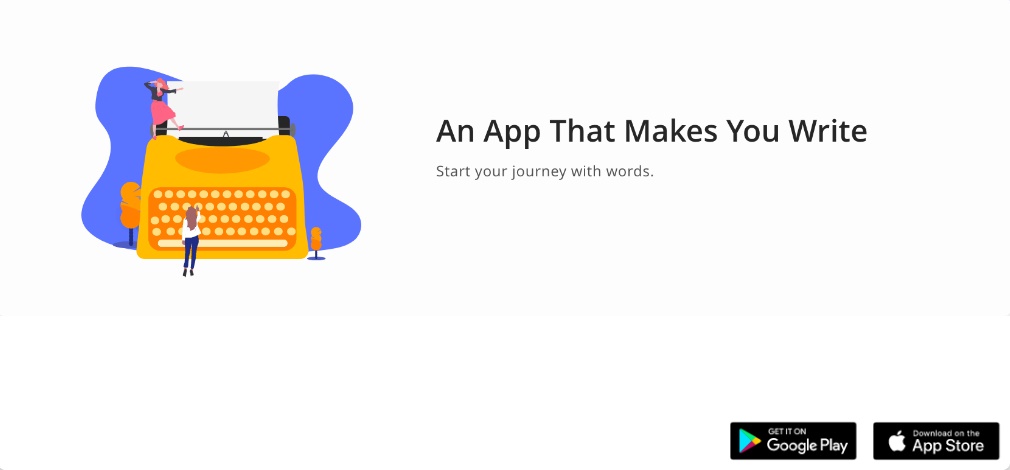 An App That Makes You Write
Start your journey with words.
GET IT ON
Google Play
Download on the
App Store